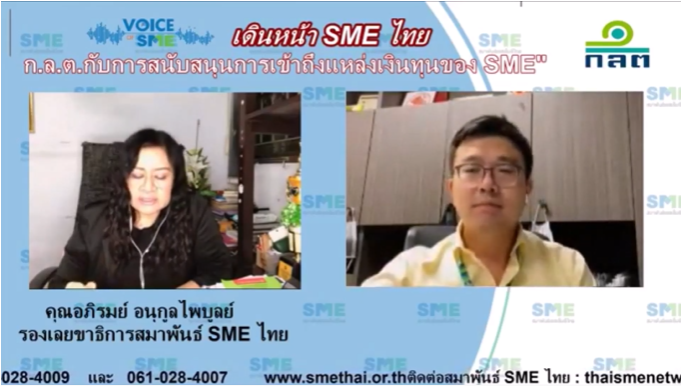 VOICE
OF SME
เดินหน้า SME ไทย
ก.ล.ต.กับการสนับสนุนการเข้าถึงแหล่งเงินทุนของ SME"
กลต
คุณอภิรมย์ อนุกูลไพบูลย์
รองเลขาธิการสมาพันธ์ SME ไทย
028-4009 และ 061-028-4007 www.smethai.or.thติดต่อสมาพันธ์ SME ไทย : thaismenetw
SME